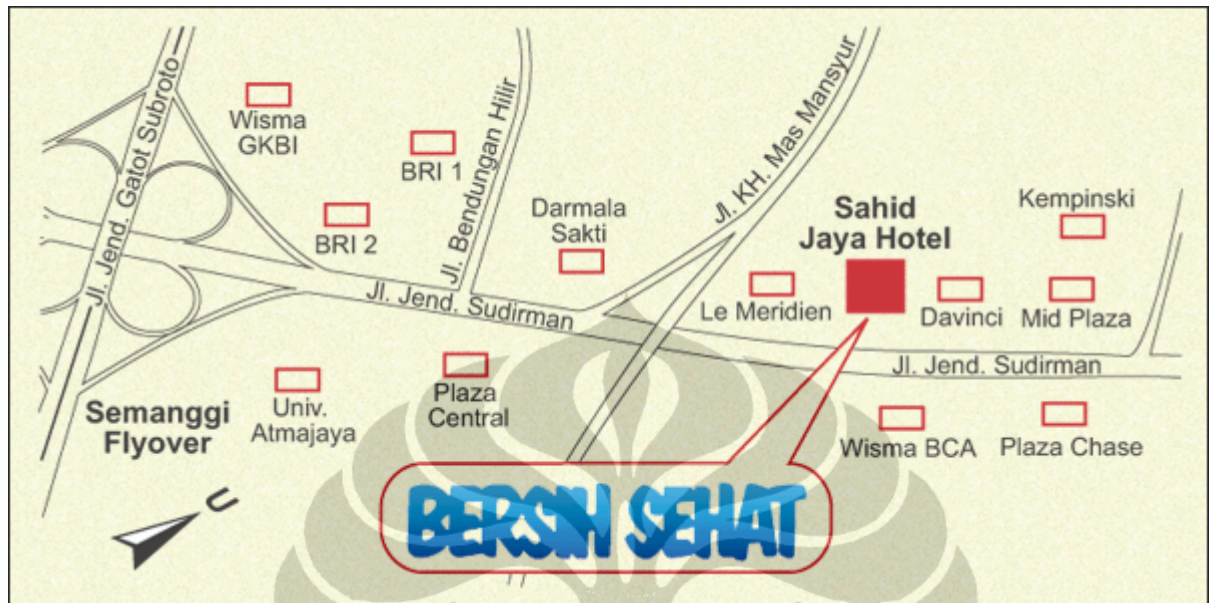 Jl. Jend. Gatot Subroto
Wisma
GKBI
BRI 1
BRI 2
Jl. Bendungan Hilir
Darmala
Sakti
Jl. KH. Mas Mansyur
Sahid
Jaya Hotel
Kempinski
Le Meridien
Davinci
Mid Plaza
Jl. Jend. Sudirman
Jl. Jend. Sudirman
Semanggi
Flyover
Univ.
Atmajaya
Plaza
Central
Wisma BCA
Plaza Chase
U
BERSIH SEHAT